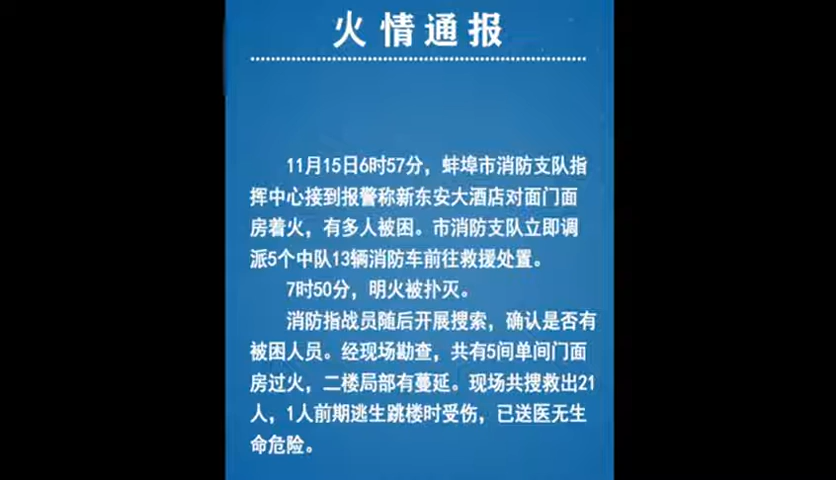 火情通报
11月15日6时57分，蚌埠市消防支队指
挥中心接到报警称新东安大酒店对面门面
房着火，有多人被困。市消防支队立即调
派5个中队13辆消防车前往救援处置。
7时50分，明火被扑灭。
消防指战员随后开展搜索，确认是否有
被困人员。经现场勘查，共有5间单间门面
房过火，二楼局部有蔓延。现场共搜救出21
人，1人前期逃生跳楼时受伤，已送医无生
命危险。